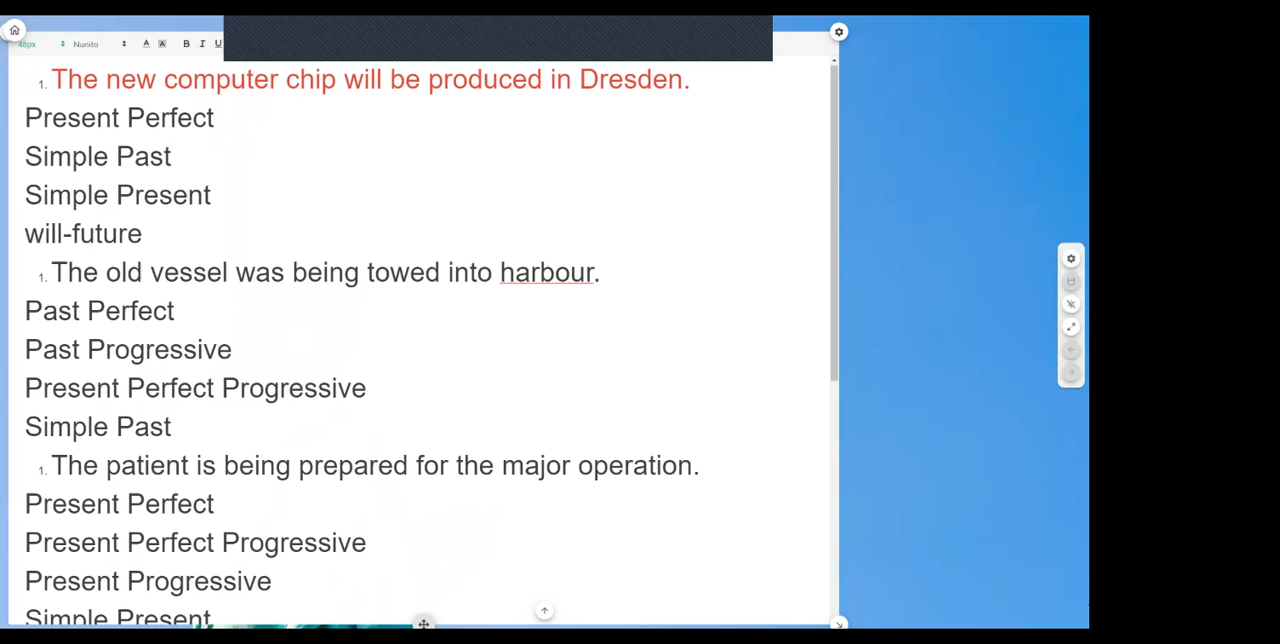 48px Nunito A A B I U
1. The new computer chip will be produced in Dresden.
Present Perfect
Simple Past
Simple Present
will-future
1. The old vessel was being towed into harbour.
Past Perfect
Past Progressive
Present Perfect Progressive
Simple Past
1. The patient is being prepared for the major operation.
Present Perfect
Present Perfect Progressive
Present Progressive
Simple Present